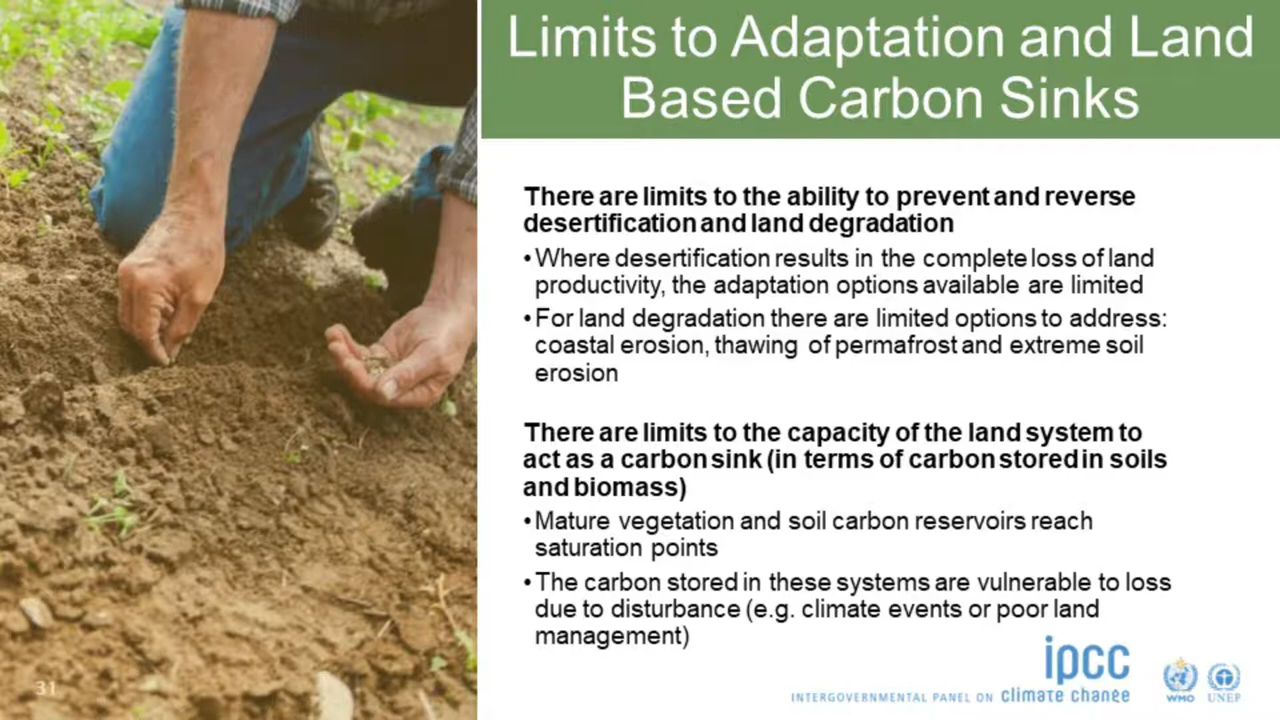 Limits to Adaptation and Land
Based Carbon Sinks
There are limits to the ability to prevent and reverse
desertification and land degradation
•Where desertification results in the complete loss of land
productivity, the adaptation options available are limited
•For land degradation there are limited options to address:
coastal erosion, thawing of permafrost and extreme soil
erosion
There are limits to the capacity of the land system to
act as a carbon sink (in terms of carbon stored in soils
and biomass)
•Mature vegetation and soil carbon reservoirs reach
saturation points
•The carbon stored in these systems are vulnerable to loss
due to disturbance (e.g. climate events or poor land
management)
31
ipcc
INTERGOVERNMENTAL PANEL ON climate change
WMO UNEP